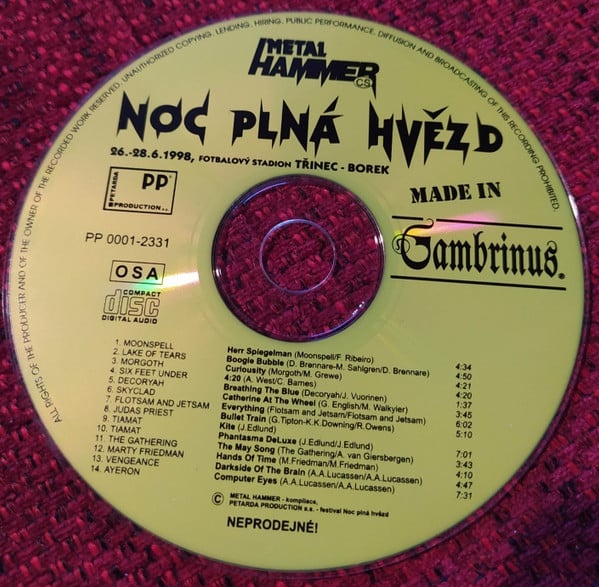 ALL RIGHTS OF THE PRODUCER AND OF THE OWNER OF THE RECORDED WORK RESERVED. UNAUTHORIZED COPYING, LENDING, HIRING, PUBLIC PERFORMANCE, DIFFUSION AND BROADCASTING OF THIS RECORDING PROHIBITED.
METAL
HAMMER
CS
NOC PLNÁ HVĚZD
26.-28.6.1998, FOTBALOVÝ STADION TŘINEC - BOREK
PETARDA
PRODUCTION a.s.
PP
MADE IN
Gambrinus
PP 0001-2331
OSA
COMPACT
disc
DIGITAL AUDIO
1. MOONSPELL
2. LAKE OF TEARS
3. MORGOTH
4. SIX FEET UNDER
5. DECORYAH
6. SKYCLAD
7. FLOTSAM AND JETSAM
8. JUDAS PRIEST
9. TIAMAT
10. TIAMAT
11. THE GATHERING
12. MARTY FRIEDMAN
13. VENGEANCE
14. AYERON
Herr Spiegelman (Moonspell/F. Ribeiro)
Boogie Bubble (D. Brennare-M. Sahlgren/D. Brennare)
Curiousity (Morgoth/M. Grewe)
4:20 (A. West/C. Barnes)
Breathing The Blue (Decoryah/J. Vuorinen)
Catherine At The Wheel (G. English/M. Walkyier)
Everything (Flotsam and Jetsam/Flotsam and Jetsam)
Bullet Train (G.Tipton-K.K.Downing/R.Owens)
Kite (J.Edlund)
Phantasma DeLuxe (J.Edlund/J.Edlund)
The May Song (The Gathering/A. van Giersbergen)
Hands Of Time (M.Friedman/M.Friedman)
Darkside Of The Brain (A.A.Lucassen/A.A.Lucassen)
Computer Eyes (A.A.Lucassen/A.A.Lucassen)
4:34
4:50
4:21
4:20
3:45
6:02
5:10
7:01
3:43
4:10
4:47
7:31
© METAL HAMMER - kompilace,
PETARDA PRODUCTION a.s. - festival Noc plná hvězd
NEPRODEJNÉ!